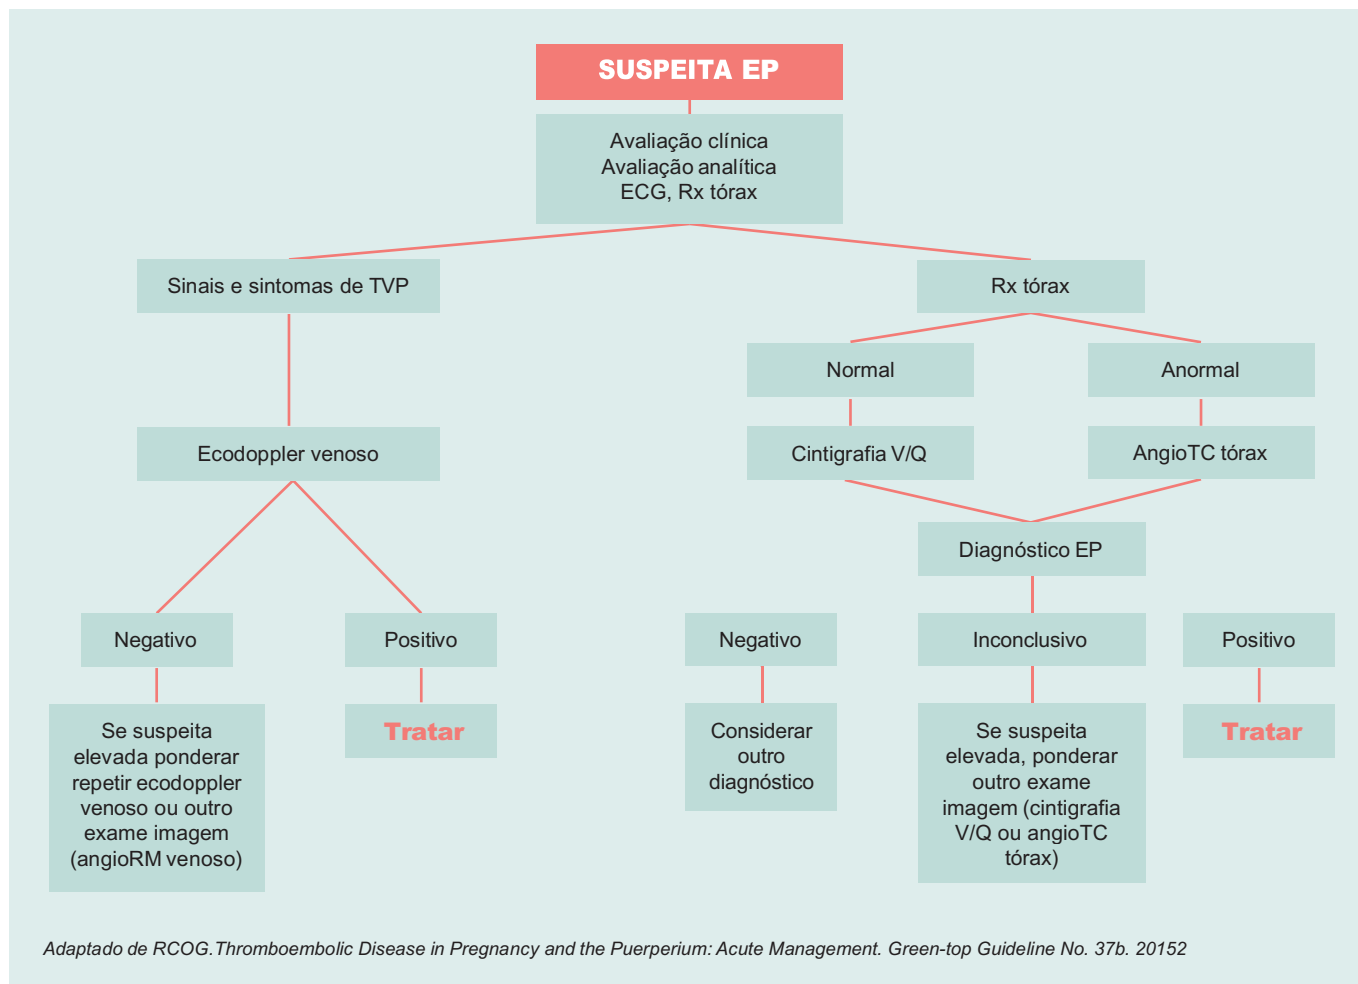 SUSPEITA EP
Avaliação clínica
Avaliação analítica
ECG, Rx tórax
Sinais e sintomas de TVP
Rx tórax
Normal
Anormal
Ecodoppler venoso
Cintigrafia V/Q
AngioTC tórax
Diagnóstico EP
Negativo
Positivo
Negativo
Inconclusivo
Positivo
Se suspeita
elevada ponderar
repetir ecodoppler
venoso ou outro
exame imagem
(angioRM venoso)
Tratar
Considerar
outro
diagnóstico
Se suspeita
elevada, ponderar
outro exame
imagem (cintigrafia
V/Q ou angioTC
tórax)
Tratar
Adaptado de RCOG.Thromboembolic Disease in Pregnancy and the Puerperium: Acute Management. Green-top Guideline No. 37b. 20152